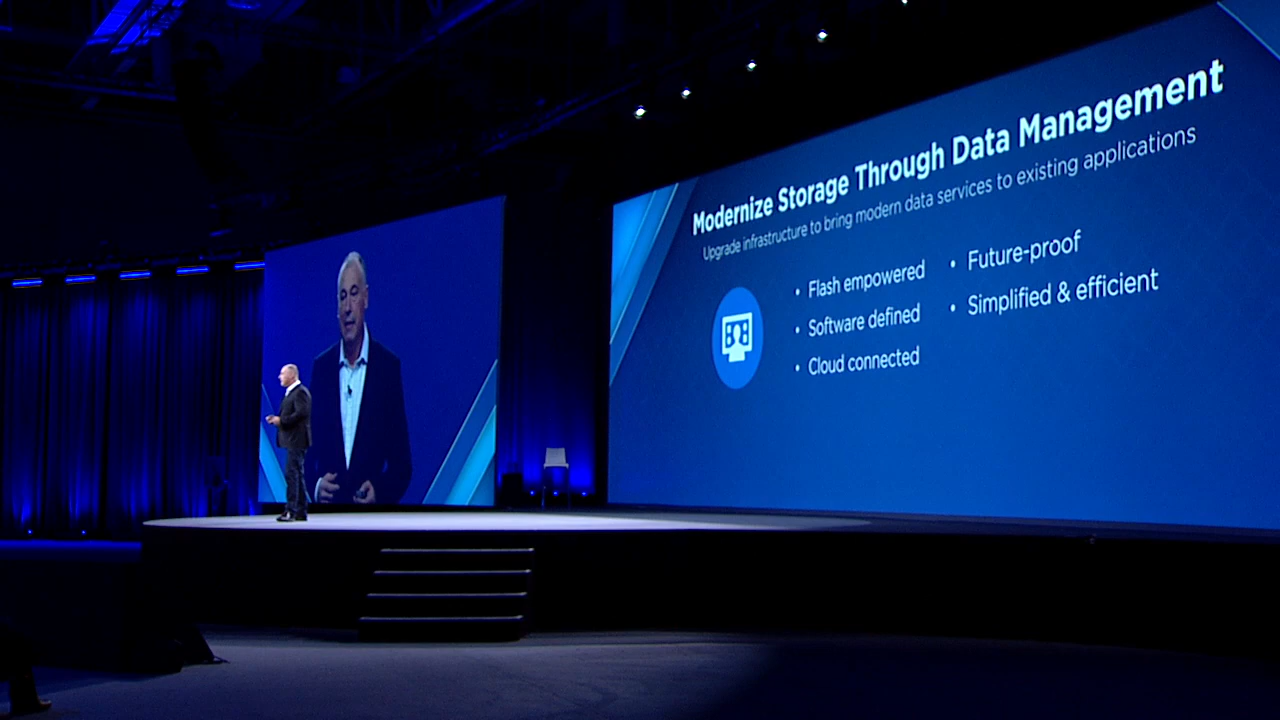 Modernize Storage Through Data Management
Upgrade infrastructure to bring modern data services to existing applications
• Flash empowered
• Software defined
• Cloud connected
• Future-proof
• Simplified & efficient